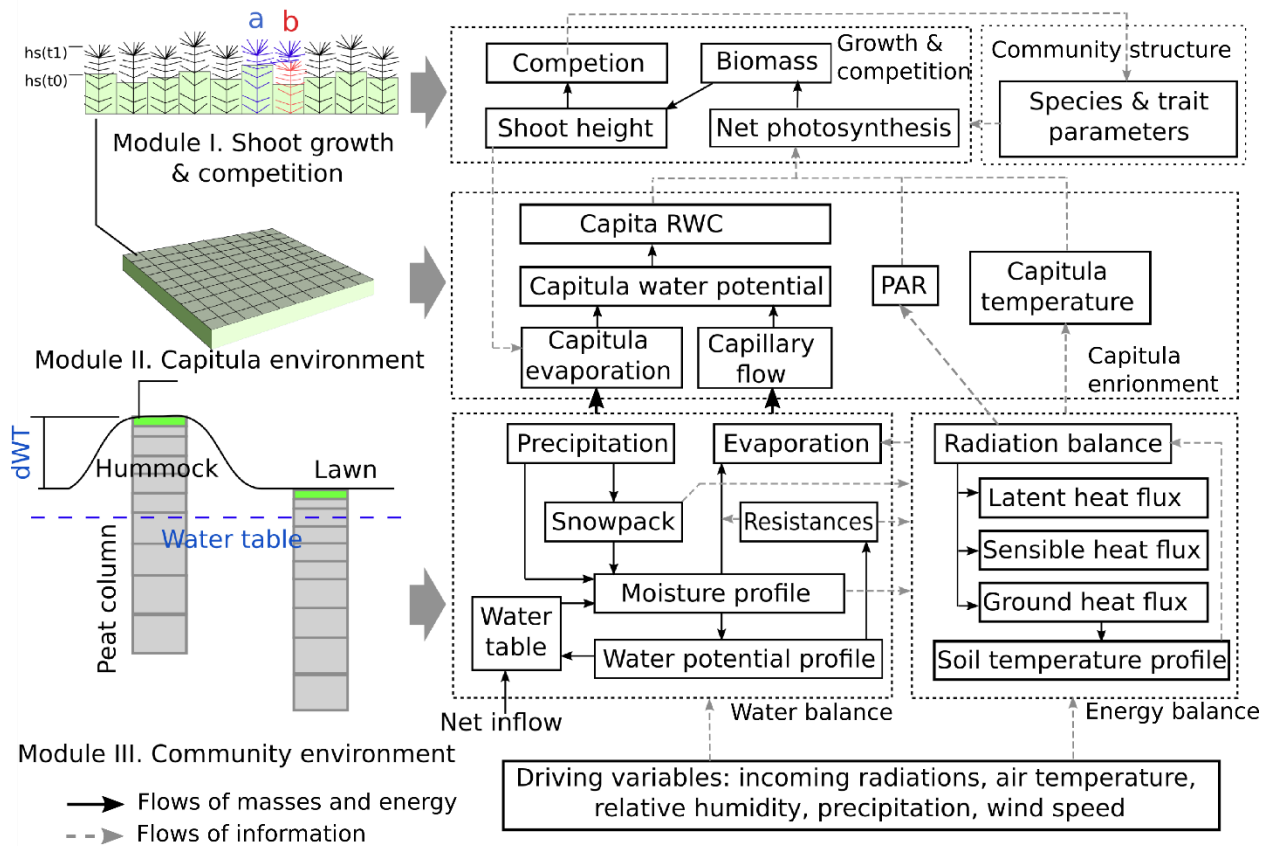 a
b
hs(t1)
hs(t0)
Module I. Shoot growth
& competition
Module II. Capitula environment
dWT
Hummock
Lawn
Water table
Peat column
Module III. Community environment
Flows of masses and energy
Flows of information
Competion
Biomass
Growth &
competition
Shoot height
Net photosynthesis
Community structure
Species & trait
parameters
Capita RWC
Capitula water potential
PAR
Capitula
temperature
Capitula
evaporation
Capillary
flow
Capitula
enrionment
Precipitation
Evaporation
Snowpack
Resistances
Moisture profile
Water
table
Water potential profile
Net inflow
Water balance
Radiation balance
Latent heat flux
Sensible heat flux
Ground heat flux
Soil temperature profile
Energy balance
Driving variables: incoming radiations, air temperature,
relative humidity, precipitation, wind speed